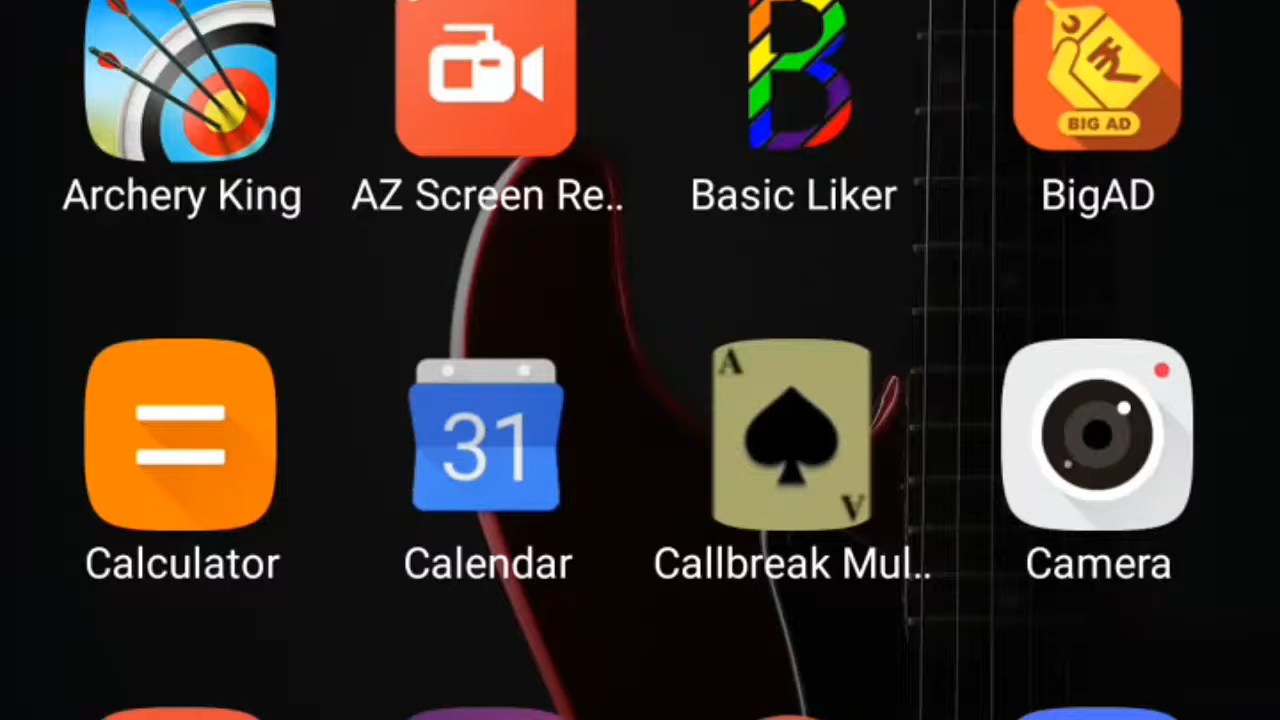 BIG AD
Archery King
AZ Screen Re..
Basic Liker
BigAD
31
A
A
Calculator
Calendar
Callbreak Mul..
Camera